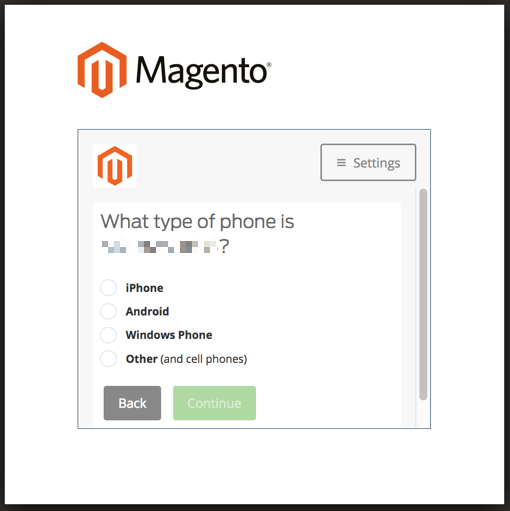 Magento®
≡ Settings
What type of phone is
?
iPhone
Android
Windows Phone
Other (and cell phones)
Back
Continue